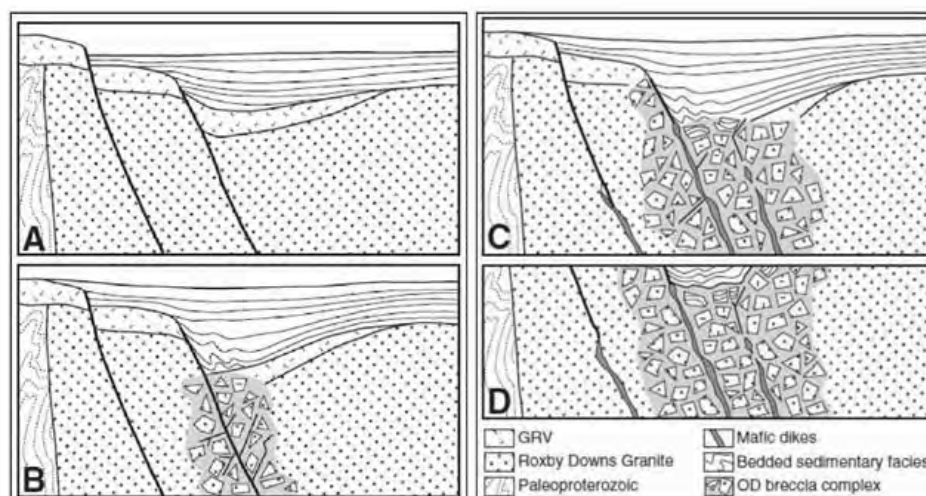 A
B
C
D
GRV
Roxby Downs Granite
Paleoproterozoic
Mafic dikes
Bedded sedimentary facies
OD breccia complex